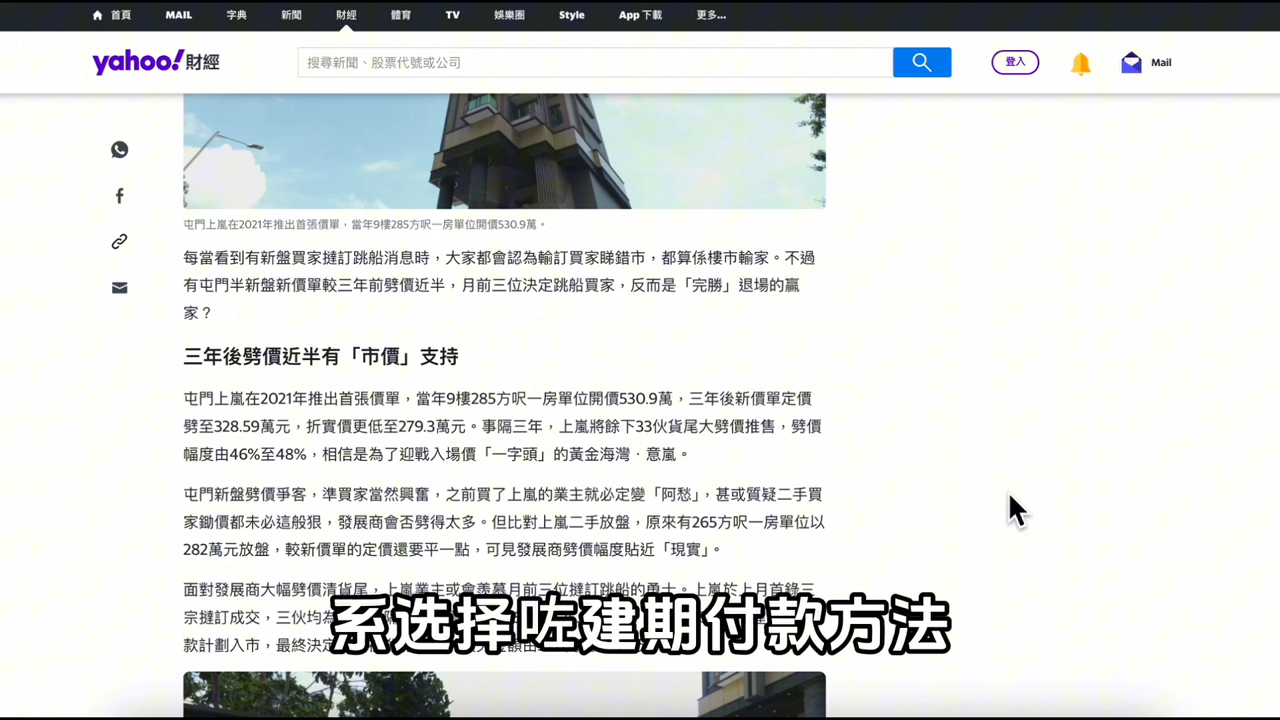 首頁 MAIL 字典 新聞 財經 體育 TV 娛樂圈 Style App 下載 更多...
yahoo!財經 搜尋新聞、股票代號或公司 登入 Mail
屯門上嵐在2021年推出首張價單，當年9樓285方呎一房單位開價530.9萬。
每當看到有新盤買家撻訂跳船消息時，大家都會認為輸訂買家睇錯市，都算係樓市輸家。不過
有屯門半新盤新價單較三年前劈價近半，月前三位決定跳船買家，反而是「完勝」退場的贏
家？
三年後劈價近半有「市價」支持
屯門上嵐在2021年推出首張價單，當年9樓285方呎一房單位開價530.9萬，三年後新價單定價
劈至328.59萬元，折實價更低至279.3萬元。事隔三年，上嵐將餘下33伙貨尾大劈價推售，劈價
幅度由46%至48%，相信是為了迎戰入場價「一字頭」的黃金海灣．意嵐。
屯門新盤劈價爭客，準買家當然興奮，之前買了上嵐的業主就必定變「阿愁」，甚或質疑二手買
家鋤價都未必這般狠，發展商會否劈得太多。但比對上嵐二手放盤，原來有265方呎一房單位以
282萬元放盤，較新價單的定價還要平一點，可見發展商劈價幅度貼近「現實」。
面對發展商大幅劈價清貨尾，上嵐業主或會羨慕月前三位撻訂跳船的勇士。上嵐於上月首錄三
宗撻訂成交，三伙均為
款計劃入市，最終決定
系选择咗建期付款方法